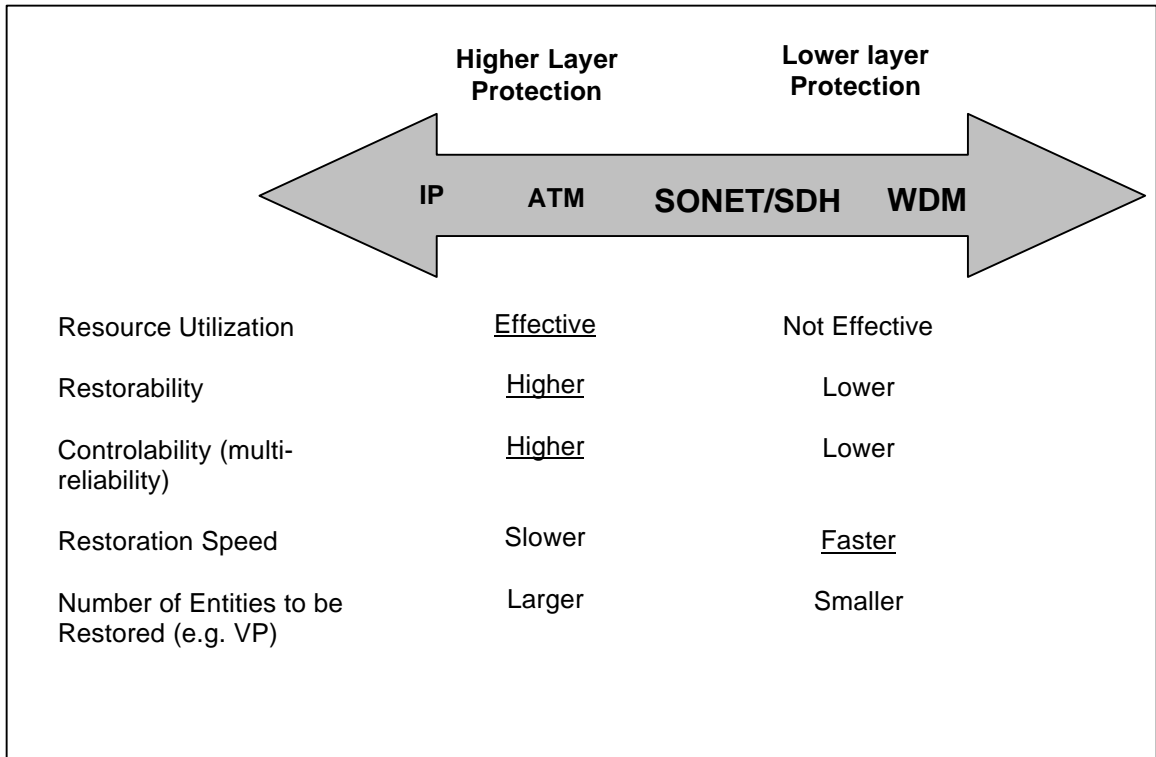 Higher Layer
Protection
Lower layer
Protection
IP ATM SONET/SDH WDM
Resource Utilization Effective Not Effective
Restorability Higher Lower
Controlability (multi-
reliability) Higher Lower
Restoration Speed Slower Faster
Number of Entities to be
Restored (e.g. VP) Larger Smaller